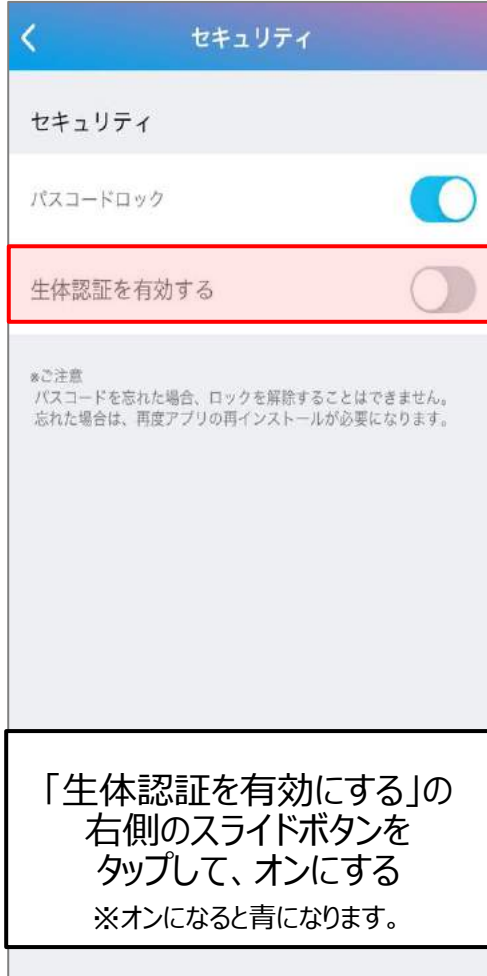 セキュリティ
セキュリティ
パスコードロック
生体認証を有効する
※ご注意
パスコードを忘れた場合、ロックを解除することはできません。
忘れた場合は、再度アプリの再インストールが必要になります。
「生体認証を有効にする」の
右側のスライドボタンを
タップして、オンにする
※オンになると青になります。